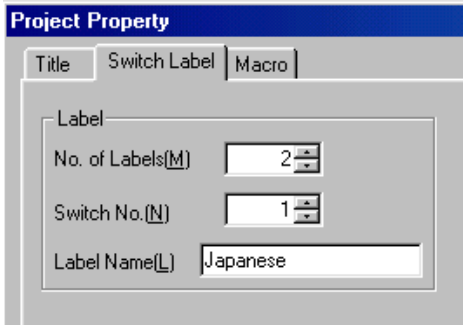 Project Property
Title Switch Label Macro
Label
No. of Labels(M) 2
Switch No.(N) 1
Label Name(L) Japanese